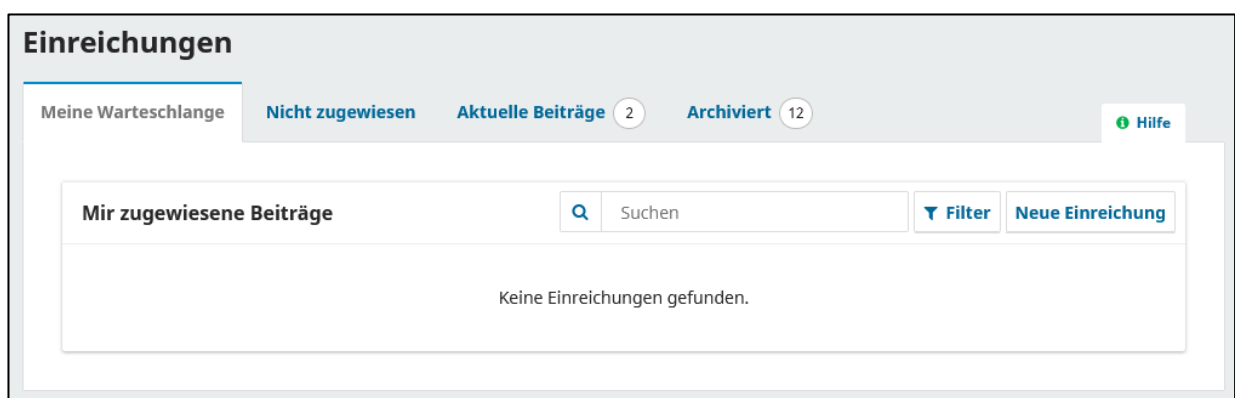 Einreichungen
Meine Warteschlange Nicht zugewiesen Aktuelle Beiträge 2 Archiviert 12
Hilfe
Mir zugewiesene Beiträge Suchen Filter Neue Einreichung
Keine Einreichungen gefunden.